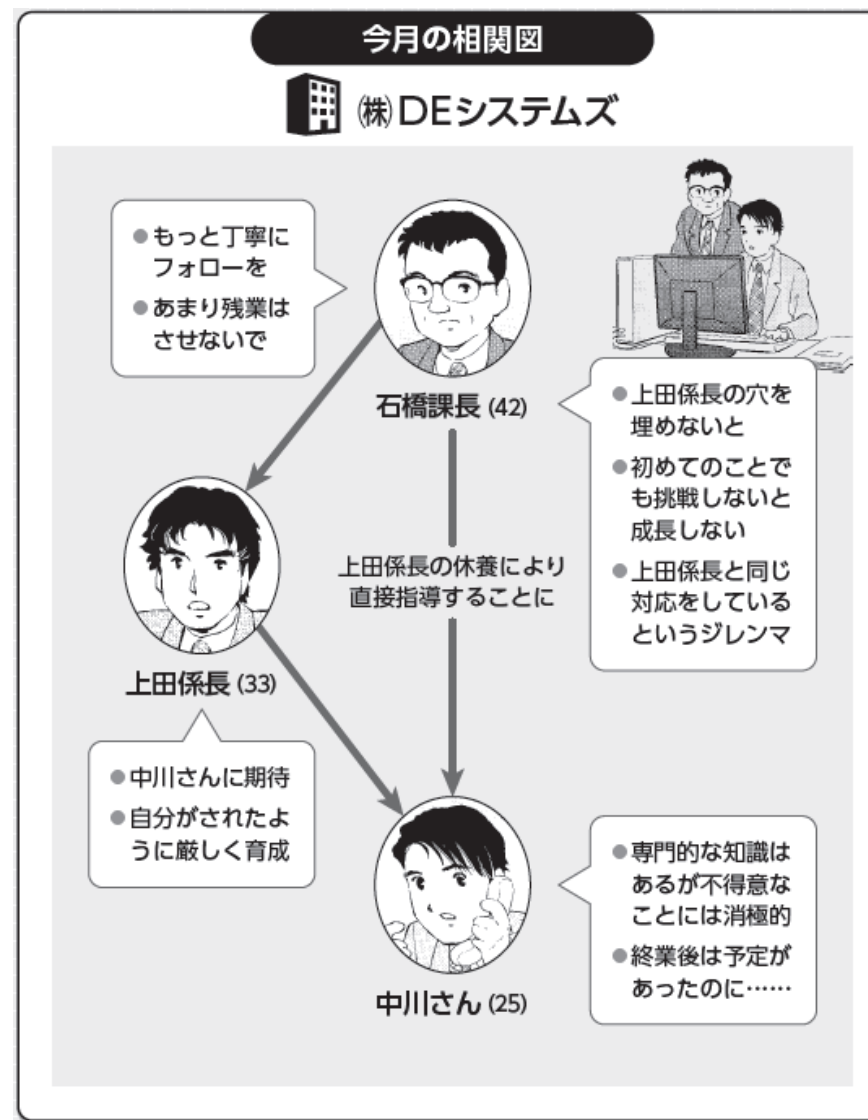 今月の相関図
㈱DEシステムズ
●もっと丁寧に
フォローを
●あまり残業は
させないで
石橋課長 (42)
●上田係長の穴を
埋めないと
●初めてのことで
も挑戦しないと
成長しない
●上田係長と同じ
対応をしている
というジレンマ
上田係長の休養により
直接指導することに
上田係長 (33)
●中川さんに期待
●自分がされたよ
うに厳しく育成
中川さん (25)
●専門的な知識は
あるが不得意な
ことには消極的
●終業後は予定が
あったのに……